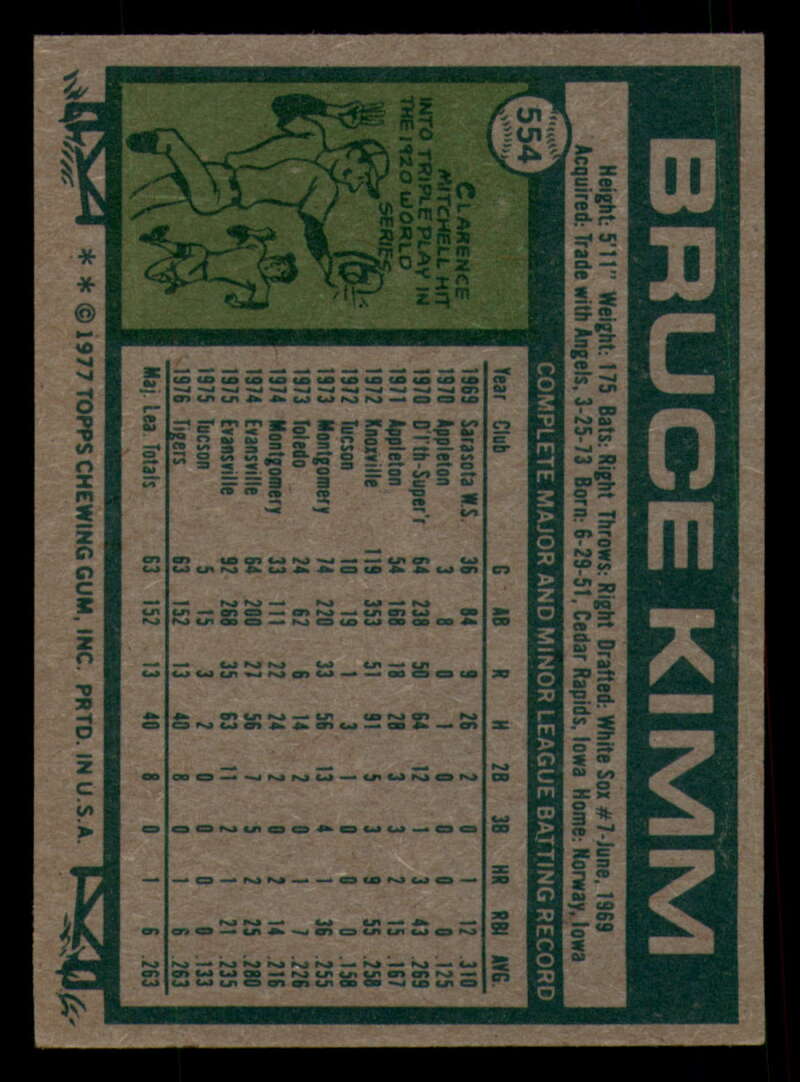 554
BRUCE KIMM
Height: 5'11" Weight: 175 Bats: Right Throws: Right Drafted: White Sox #7-June, 1969
Acquired: Trade with Angels, 3-25-73 Born: 6-29-51, Cedar Rapids, Iowa Home: Norway, Iowa
CLARENCE
MITCHELL HIT
INTO TRIPLE PLAY IN
THE 1920 WORLD
SERIES
COMPLETE MAJOR AND MINOR LEAGUE BATTING RECORD
Year Club G AB R H 2B 3B HR RBI AVG.
1969 Sarasota W.S. 36 84 9 26 2 0 1 12 .310
1970 Appleton 3 8 0 1 0 0 0 0 .125
1970 D'l'th-Super'r 64 238 50 64 12 1 3 43 .269
1971 Appleton 54 168 18 28 3 3 2 15 .167
1972 Knoxville 119 353 51 91 5 3 9 55 .258
1972 Tucson 10 19 1 3 1 0 0 0 .158
1973 Montgomery 74 220 33 56 13 4 1 36 .255
1973 Toledo 24 62 6 14 2 0 1 7 .226
1974 Montgomery 33 111 22 24 2 0 2 14 .216
1974 Evansville 64 200 27 56 7 5 2 25 .280
1975 Evansville 92 268 35 63 11 2 1 21 .235
1975 Tucson 5 15 3 2 0 0 0 0 .133
1976 Tigers 63 152 13 40 8 0 1 6 .263
Maj. Lea. Totals 63 152 13 40 8 0 1 6 .263
* * © 1977 TOPPS CHEWING GUM, INC. PRTD. IN U.S.A.